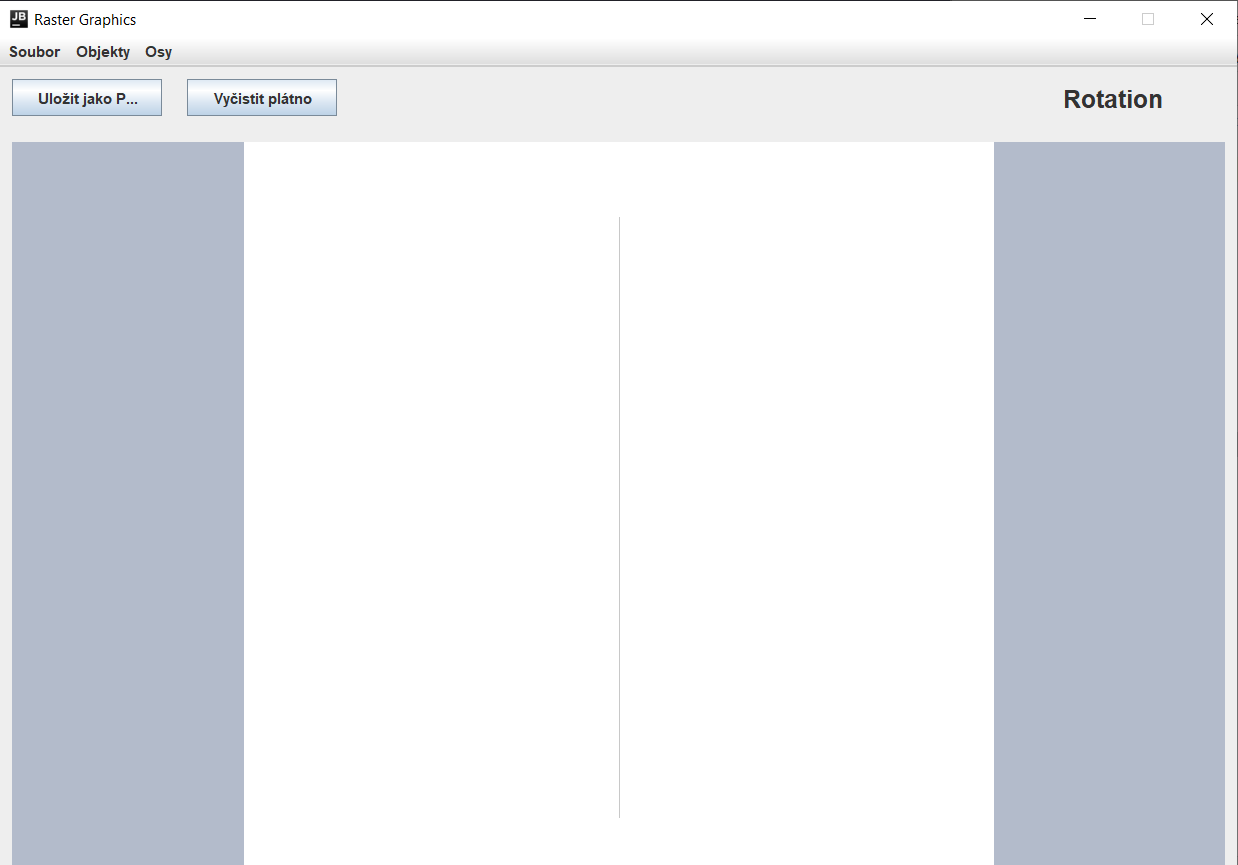 JB Raster Graphics
Soubor Objekty Osy
Uložit jako P... Vyčistit plátno Rotation